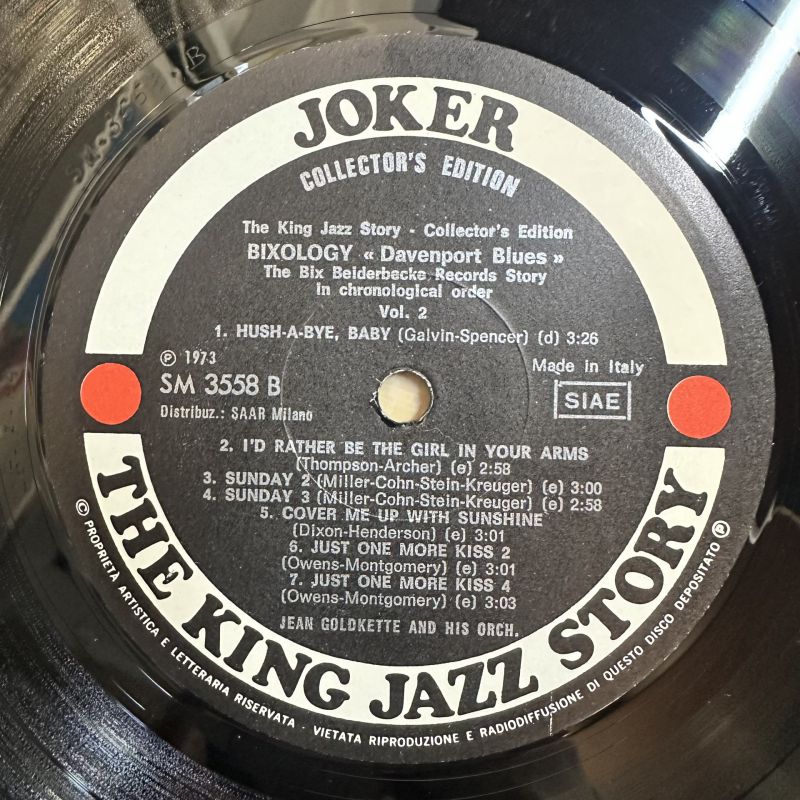 JOKER
COLLECTOR'S EDITION
The King Jazz Story - Collector's Edition
BIXOLOGY « Davenport Blues »
The Bix Beiderbecke Records Story
in chronological order
Vol. 2
1. HUSH-A-BYE, BABY (Galvin-Spencer) (d) 3:26
℗ 1973
SM 3558 B
Distribuz.: SAAR Milano
Made in Italy
SIAE
2. I'D RATHER BE THE GIRL IN YOUR ARMS
(Thompson-Archer) (e) 2:58
3. SUNDAY 2 (Miller-Cohn-Stein-Kreuger) (e) 3:00
4. SUNDAY 3 (Miller-Cohn-Stein-Kreuger) (e) 2:58
5. COVER ME UP WITH SUNSHINE
(Dixon-Henderson) (e) 3:01
6. JUST ONE MORE KISS 2
(Owens-Montgomery) (e) 3:01
7. JUST ONE MORE KISS 4
(Owens-Montgomery) (e) 3:03
JEAN GOLDKETTE AND HIS ORCH.
THE KING JAZZ STORY
© PROPRIETA ARTISTICA E LETTERARIA RISERVATA - VIETATA RIPRODUZIONE E RADIODIFFUSIONE DI QUESTO DISCO DEPOSITATO ℗